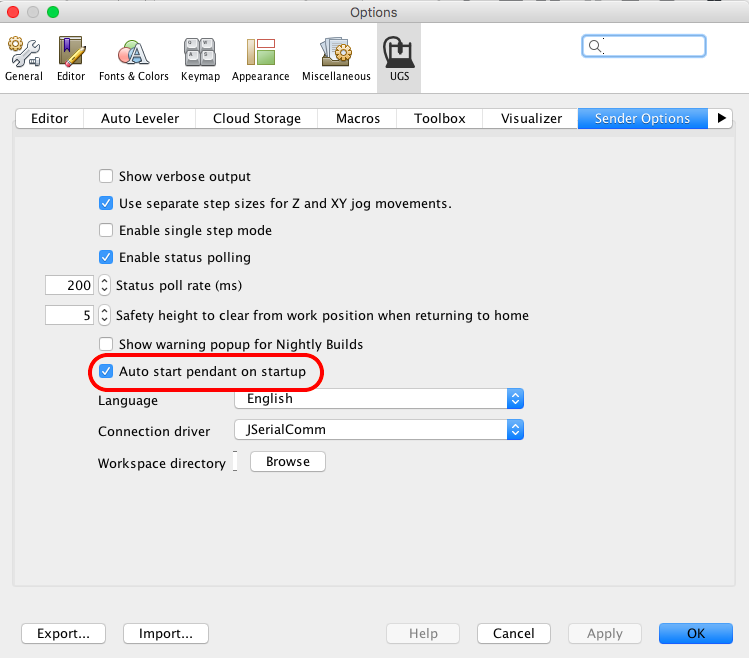 Options
General Editor Fonts & Colors Keymap Appearance Miscellaneous UGS
Editor Auto Leveler Cloud Storage Macros Toolbox Visualizer Sender Options
Show verbose output
Use separate step sizes for Z and XY jog movements.
Enable single step mode
Enable status polling
200 Status poll rate (ms)
5 Safety height to clear from work position when returning to home
Show warning popup for Nightly Builds
Auto start pendant on startup
Language English
Connection driver JSerialComm
Workspace directory Browse
Export... Import... Help Cancel Apply OK